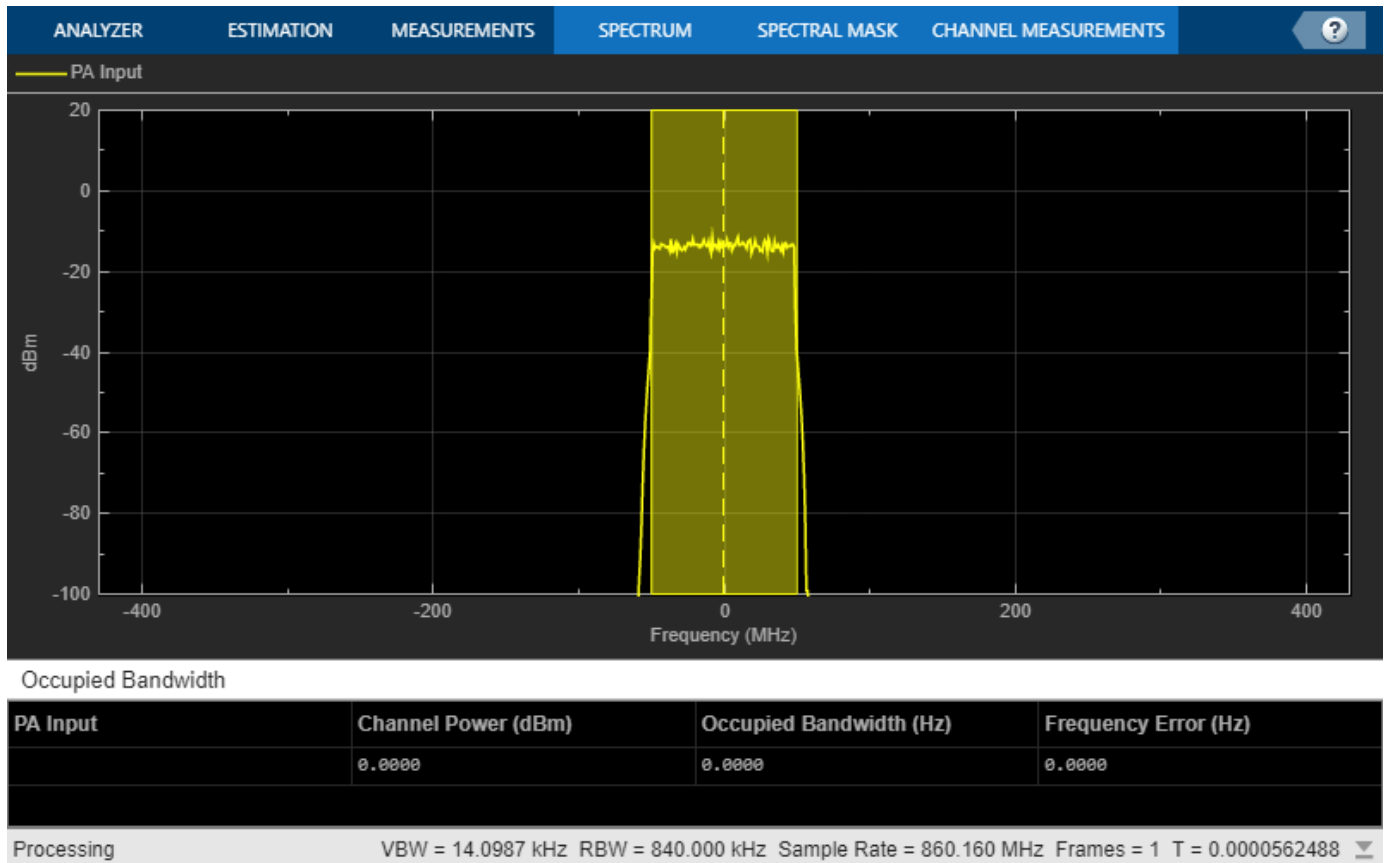 ANALYZER ESTIMATION MEASUREMENTS SPECTRUM SPECTRAL MASK CHANNEL MEASUREMENTS ?
PA Input
20
0
-20
-40
-60
-80
-100
dBm
-400 -200 0 200 400
Frequency (MHz)
Occupied Bandwidth
PA Input Channel Power (dBm) Occupied Bandwidth (Hz) Frequency Error (Hz)
0.0000 0.0000 0.0000
Processing VBW = 14.0987 kHz RBW = 840.000 kHz Sample Rate = 860.160 MHz Frames = 1 T = 0.0000562488